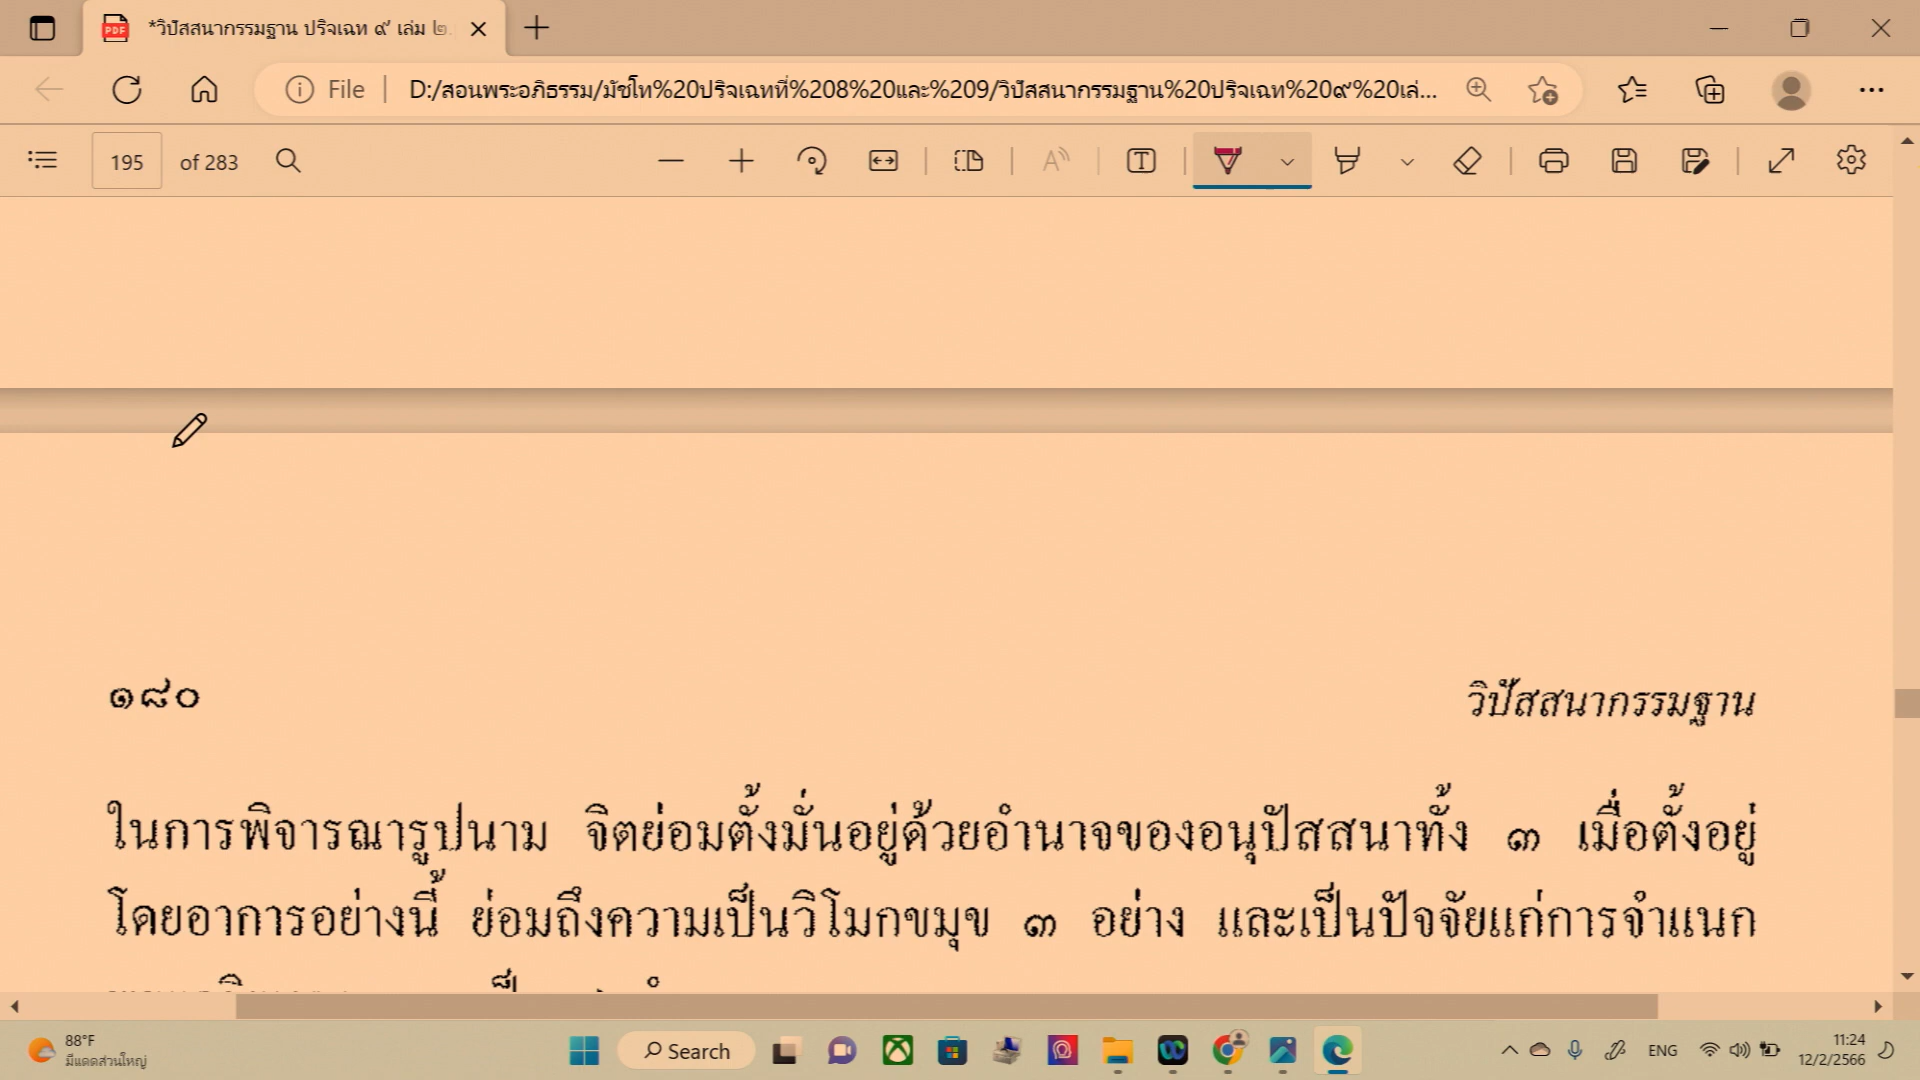 *วิปัสสนากรรมฐาน ปริจเฉท ๙ เล่ม ๒.
File
D:/สอนพระอภิธรรม/มัชโท%20ปริจเฉทที่%208%20และ%209/วิปัสสนากรรมฐาน%20ปริจเฉท%20๙%20เล่...
195 of 283
๑๘๐ วิปัสสนากรรมฐาน
ในการพิจารณารูปนาม จิตย่อมตั้งมั่นอยู่ด้วยอำนาจของอนุปัสสนาทั้ง ๓ เมื่อตั้งอยู่
โดยอาการอย่างนี้ ย่อมถึงความเป็นวิโมกขมุข ๓ อย่าง และเป็นปัจจัยแก่การจำแนก
88°F
มีแดดส่วนใหญ่
Search
ENG
11:24
12/2/2566